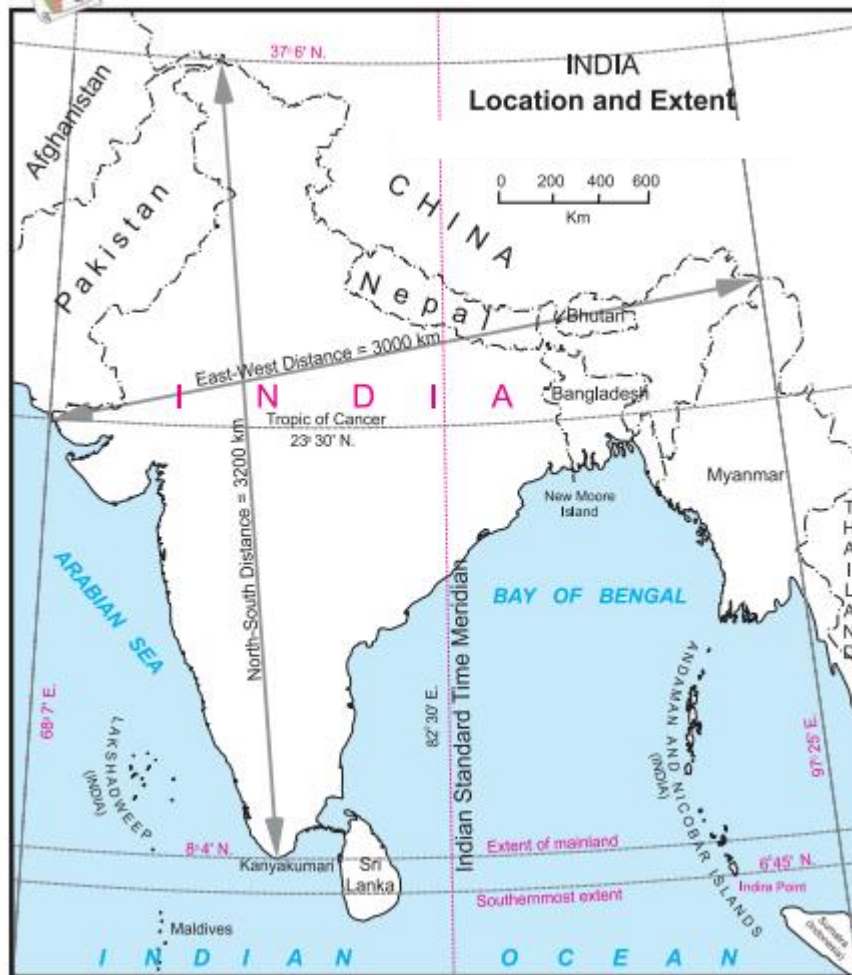 37°6' N.
INDIA
Location and Extent
0 200 400 600
Km
Afghanistan
Pakistan
CHINA
Nepal
Bhutan
East-West Distance = 3000 km
INDIA
Bangladesh
Tropic of Cancer
23°30' N.
Myanmar
New Moore
Island
THAILAND
North-South Distance = 3200 km
ARABIAN SEA
BAY OF BENGAL
Indian Standard Time Meridian
82°30' E.
68°7' E.
97°25' E.
LAKSHADWEEP
(INDIA)
ANDAMAN AND NICOBAR ISLANDS
(INDIA)
8°4' N.
Extent of mainland
Kanyakumari
Sri
Lanka
6°45' N.
Indira Point
Southernmost extent
Maldives
Sumatra
(Indonesia)
INDIAN OCEAN